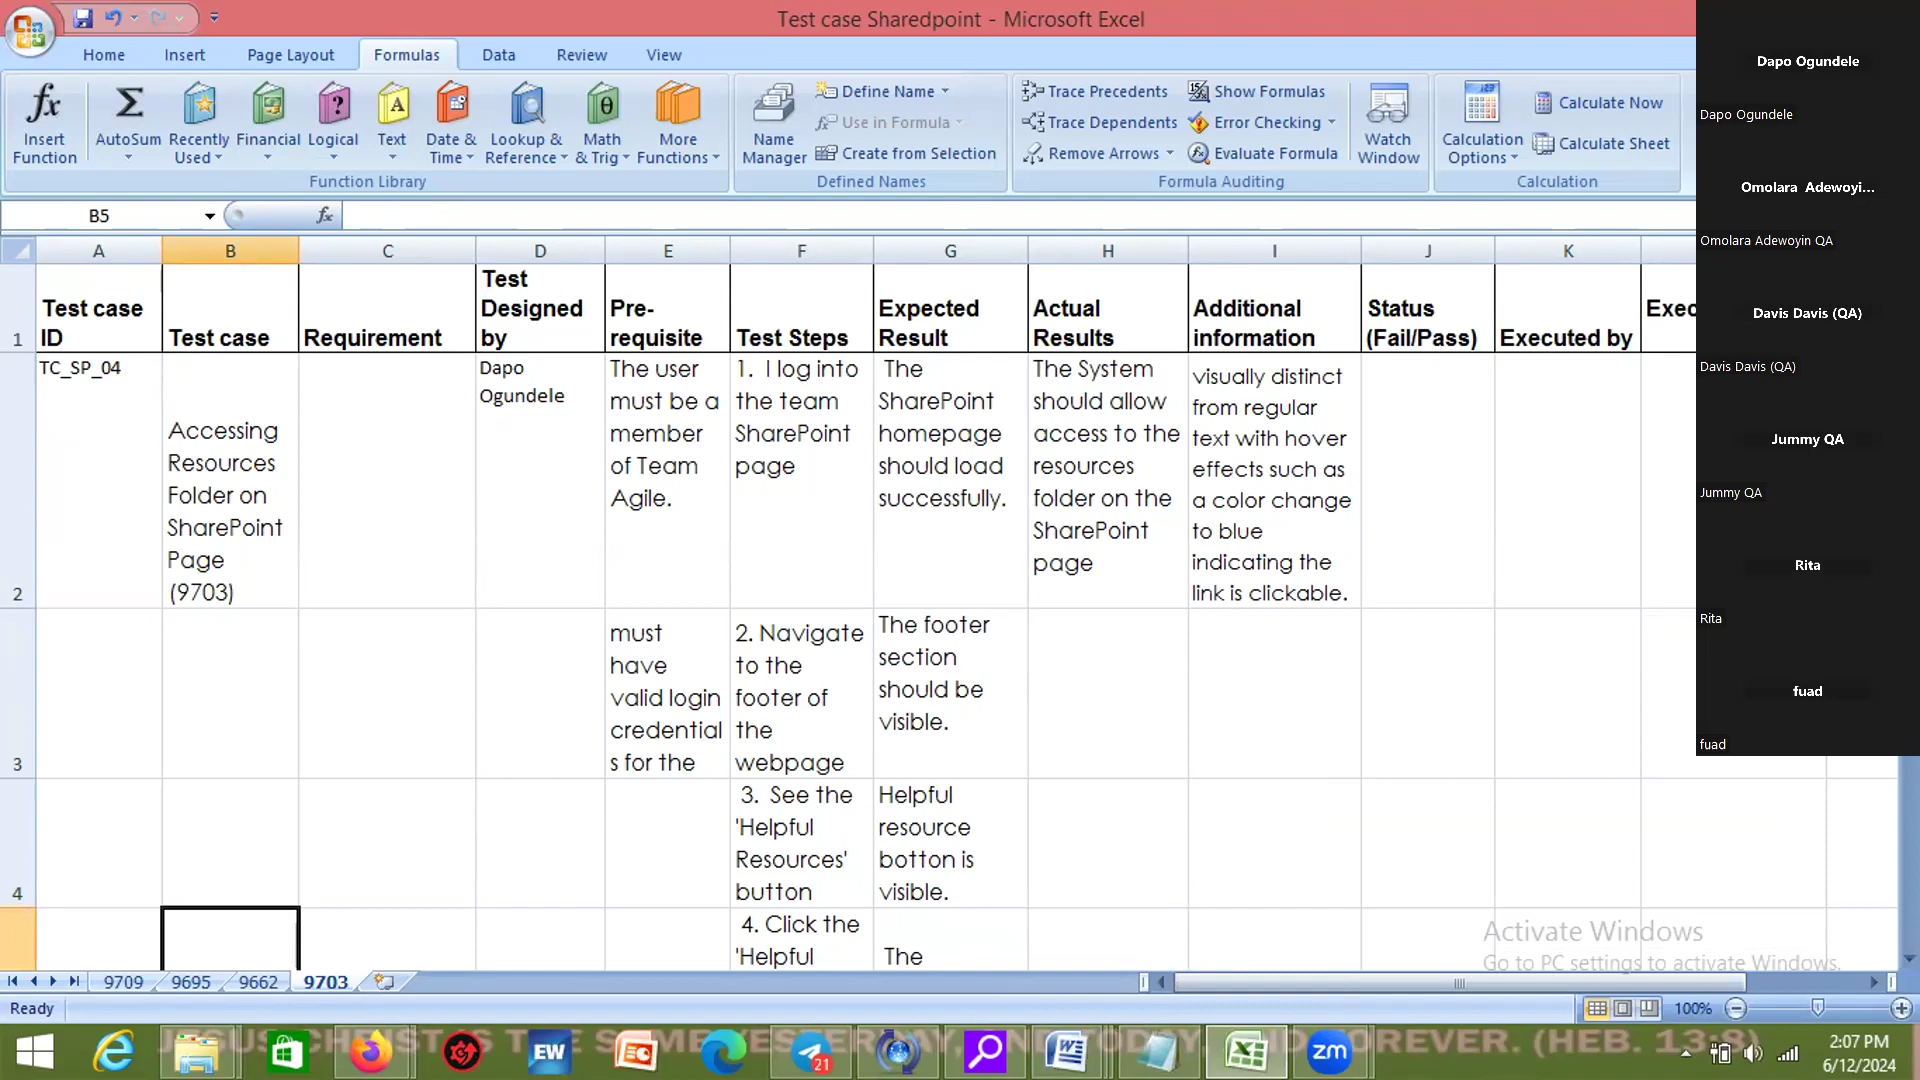 Test case Sharedpoint - Microsoft Excel
Home Insert Page Layout Formulas Data Review View
Insert Function
AutoSum
Recently Used
Financial
Logical
Text
Date & Time
Lookup & Reference
Math & Trig
More Functions
Function Library
Name Manager
Define Name
Use in Formula
Create from Selection
Defined Names
Trace Precedents
Trace Dependents
Remove Arrows
Show Formulas
Error Checking
Evaluate Formula
Formula Auditing
Watch Window
Calculation Options
Calculate Now
Calculate Sheet
Calculation
B5
fx
A B C D E F G H I J K
1
Test case
ID
Test case
Requirement
Test
Designed
by
Pre-
requisite
Test Steps
Expected
Result
Actual
Results
Additional
information
Status
(Fail/Pass)
Executed by
Exec
2
TC_SP_04
Accessing
Resources
Folder on
SharePoint
Page
(9703)
Dapo
Ogundele
The user
must be a
member
of Team
Agile.
1. I log into
the team
SharePoint
page
The
SharePoint
homepage
should load
successfully.
The System
should allow
access to the
resources
folder on the
SharePoint
page
visually distinct
from regular
text with hover
effects such as
a color change
to blue
indicating the
link is clickable.
3
must
have
valid login
credential
s for the
2. Navigate
to the
footer of
the
webpage
The footer
section
should be
visible.
4
3. See the
'Helpful
Resources'
button
Helpful
resource
botton is
visible.
4. Click the
'Helpful
The
Dapo Ogundele
Dapo Ogundele
Omolara Adewoyi...
Omolara Adewoyin QA
Davis Davis (QA)
Davis Davis (QA)
Jummy QA
Jummy QA
Rita
Rita
fuad
fuad
Activate Windows
Go to PC settings to activate Windows.
9709 9695 9662 9703
Ready
100%
EW
21
zm
2:07 PM
6/12/2024